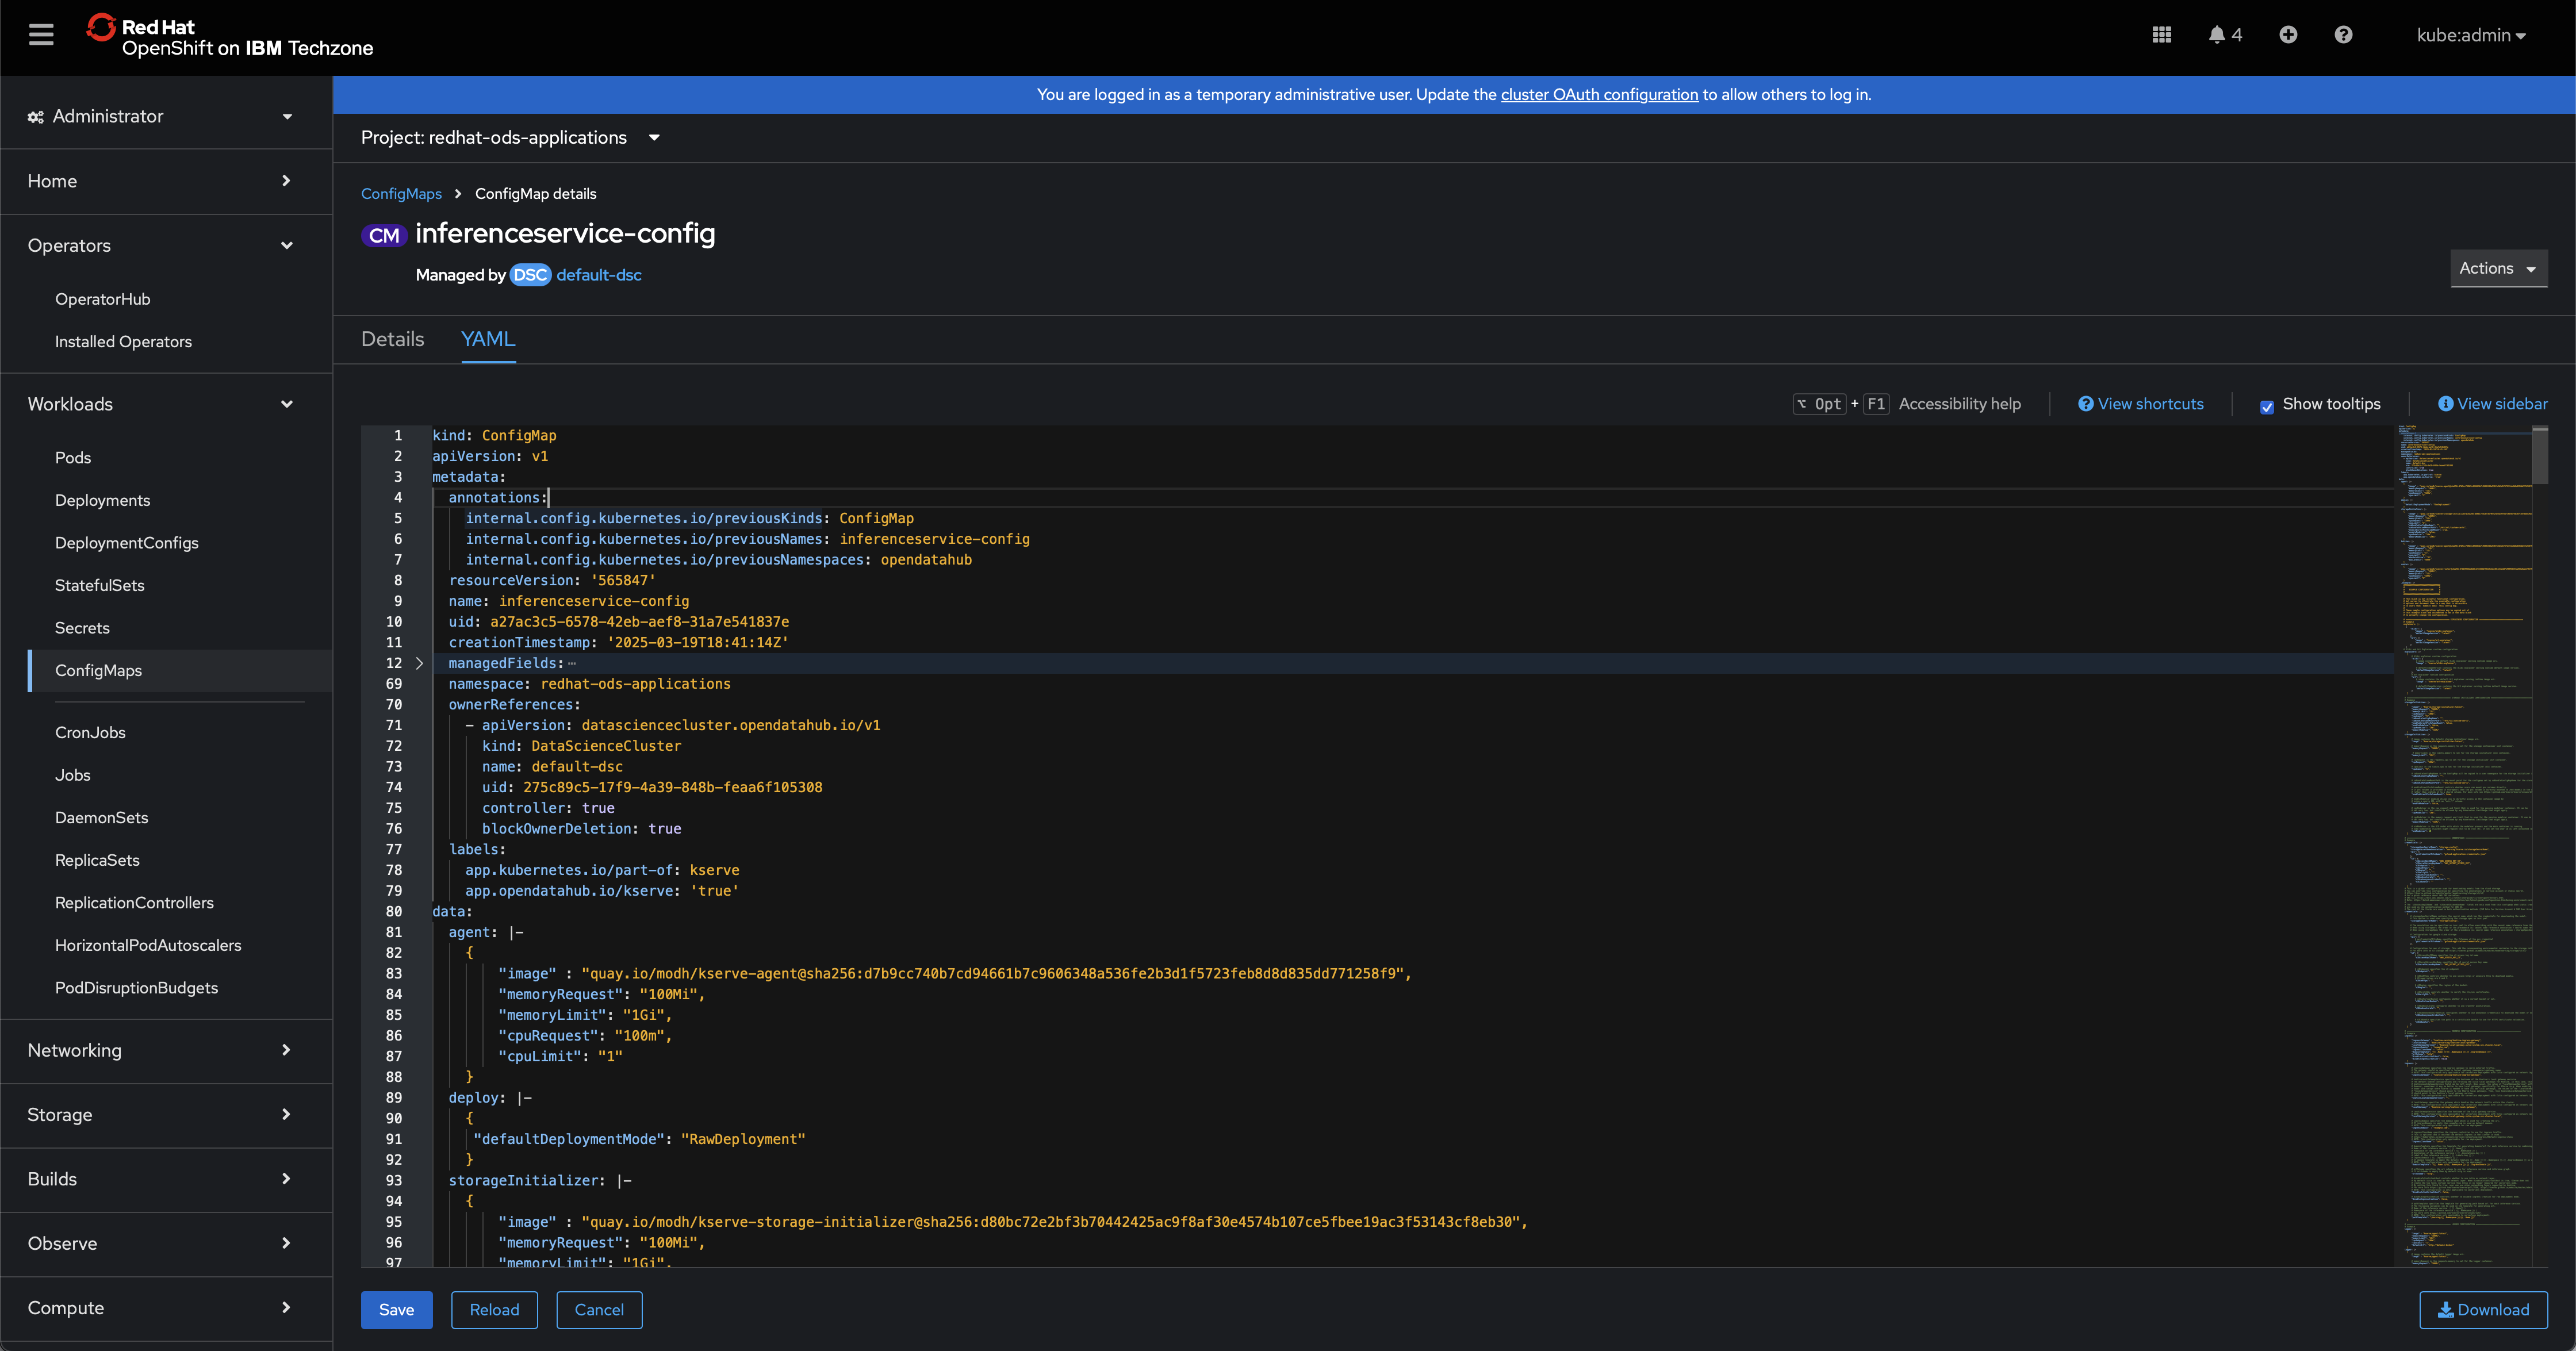 Red Hat
OpenShift on IBM Techzone
4
kube:admin
You are logged in as a temporary administrative user. Update the cluster OAuth configuration to allow others to log in.
Administrator
Home
Operators
OperatorHub
Installed Operators
Workloads
Pods
Deployments
DeploymentConfigs
StatefulSets
Secrets
ConfigMaps
CronJobs
Jobs
DaemonSets
ReplicaSets
ReplicationControllers
HorizontalPodAutoscalers
PodDisruptionBudgets
Networking
Storage
Builds
Observe
Compute
Project: redhat-ods-applications
ConfigMaps > ConfigMap details
CM inferenceservice-config
Managed by DSC default-dsc
Actions
Details YAML
⌥ Opt + F1 Accessibility help View shortcuts Show tooltips View sidebar
1 kind: ConfigMap
2 apiVersion: v1
3 metadata:
4 annotations:
5 internal.config.kubernetes.io/previousKinds: ConfigMap
6 internal.config.kubernetes.io/previousNames: inferenceservice-config
7 internal.config.kubernetes.io/previousNamespaces: opendatahub
8 resourceVersion: '565847'
9 name: inferenceservice-config
10 uid: a27ac3c5-6578-42eb-aef8-31a7e541837e
11 creationTimestamp: '2025-03-19T18:41:14Z'
12 managedFields:⋯
69 namespace: redhat-ods-applications
70 ownerReferences:
71 - apiVersion: datasciencecluster.opendatahub.io/v1
72 kind: DataScienceCluster
73 name: default-dsc
74 uid: 275c89c5-17f9-4a39-848b-feaa6f105308
75 controller: true
76 blockOwnerDeletion: true
77 labels:
78 app.kubernetes.io/part-of: kserve
79 app.opendatahub.io/kserve: 'true'
80 data:
81 agent: |-
82 {
83 "image" : "quay.io/modh/kserve-agent@sha256:d7b9cc740b7cd94661b7c9606348a536fe2b3d1f5723feb8d8d835dd771258f9",
84 "memoryRequest": "100Mi",
85 "memoryLimit": "1Gi",
86 "cpuRequest": "100m",
87 "cpuLimit": "1"
88 }
89 deploy: |-
90 {
91 "defaultDeploymentMode": "RawDeployment"
92 }
93 storageInitializer: |-
94 {
95 "image" : "quay.io/modh/kserve-storage-initializer@sha256:d80bc72e2bf3b70442425ac9f8af30e4574b107ce5fbee19ac3f53143cf8eb30",
96 "memoryRequest": "100Mi",
97 "memoryLimit": "1Gi",
Save Reload Cancel Download